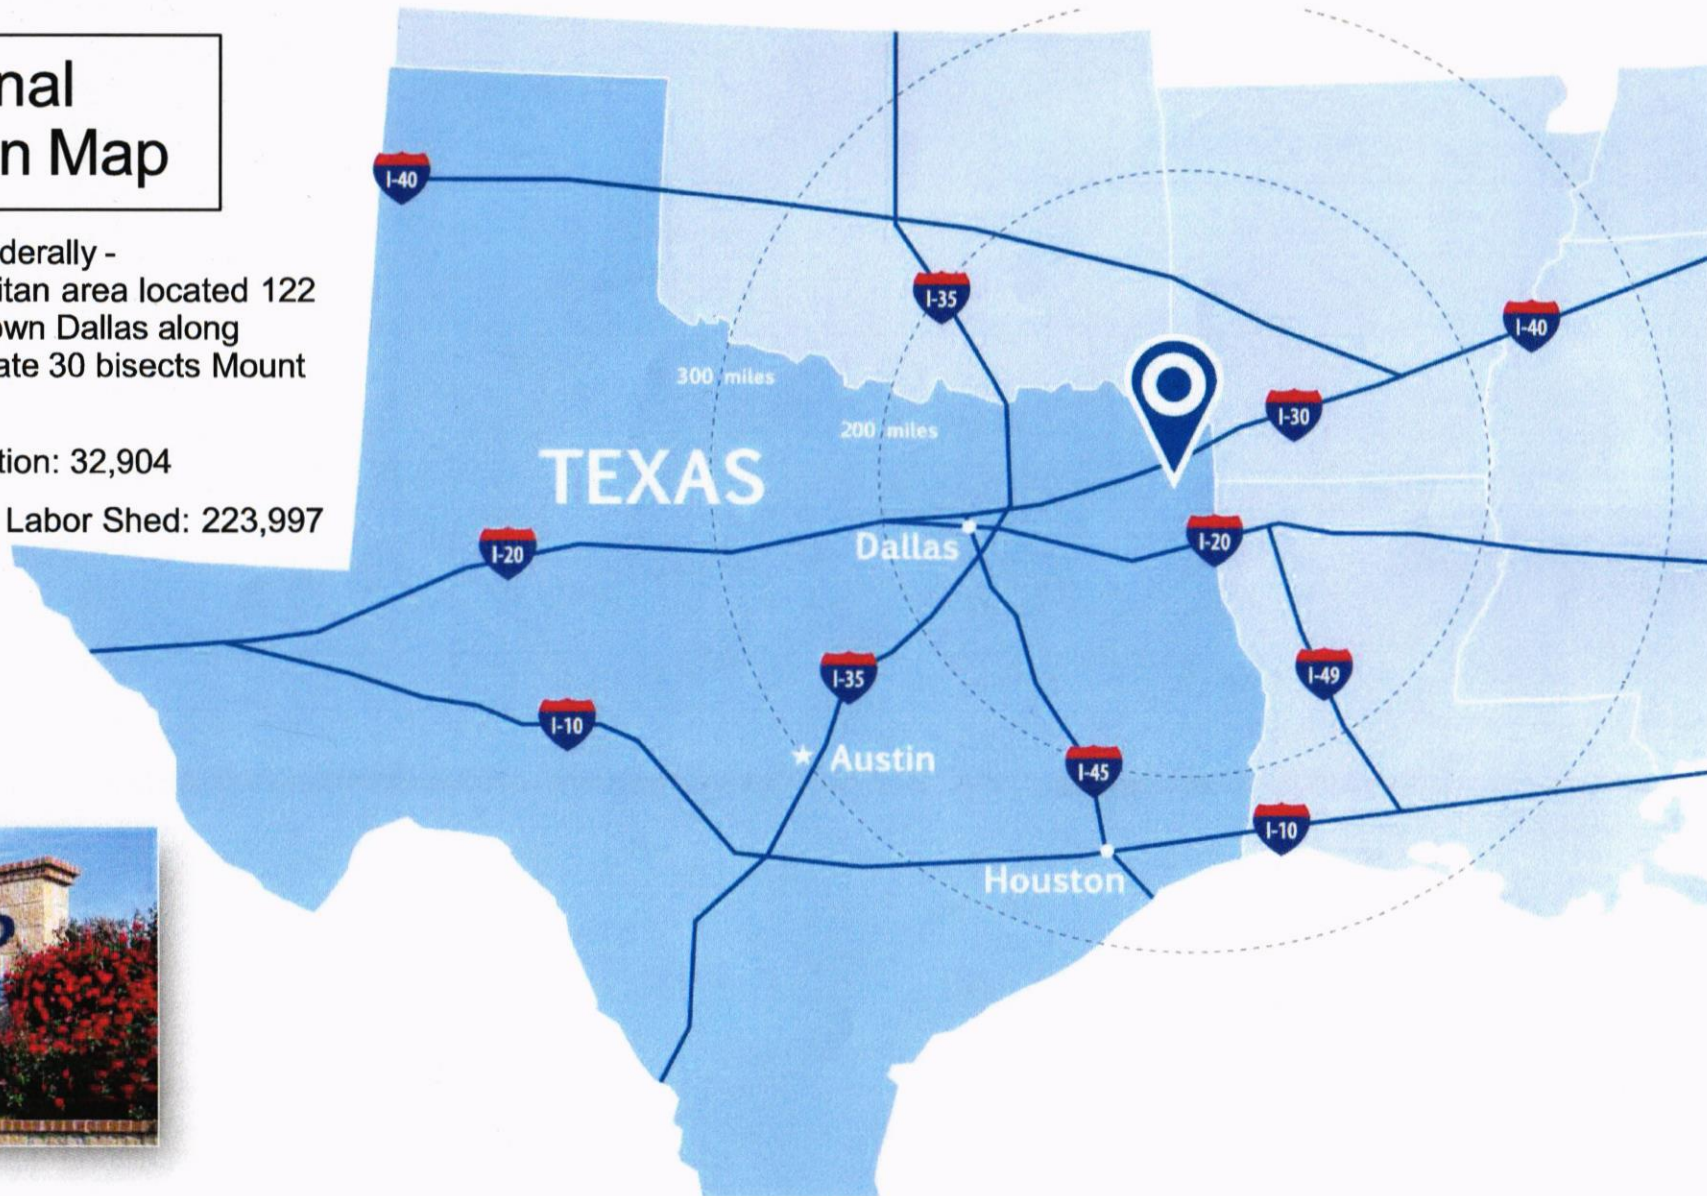 nal
n Map
derally -
itan area located 122
own Dallas along
ate 30 bisects Mount
tion: 32,904
Labor Shed: 223,997
I-40
I-35
I-40
300 miles
I-30
200 miles
TEXAS
I-20
Dallas
I-20
I-35
I-49
I-10
Austin
I-45
I-10
Houston